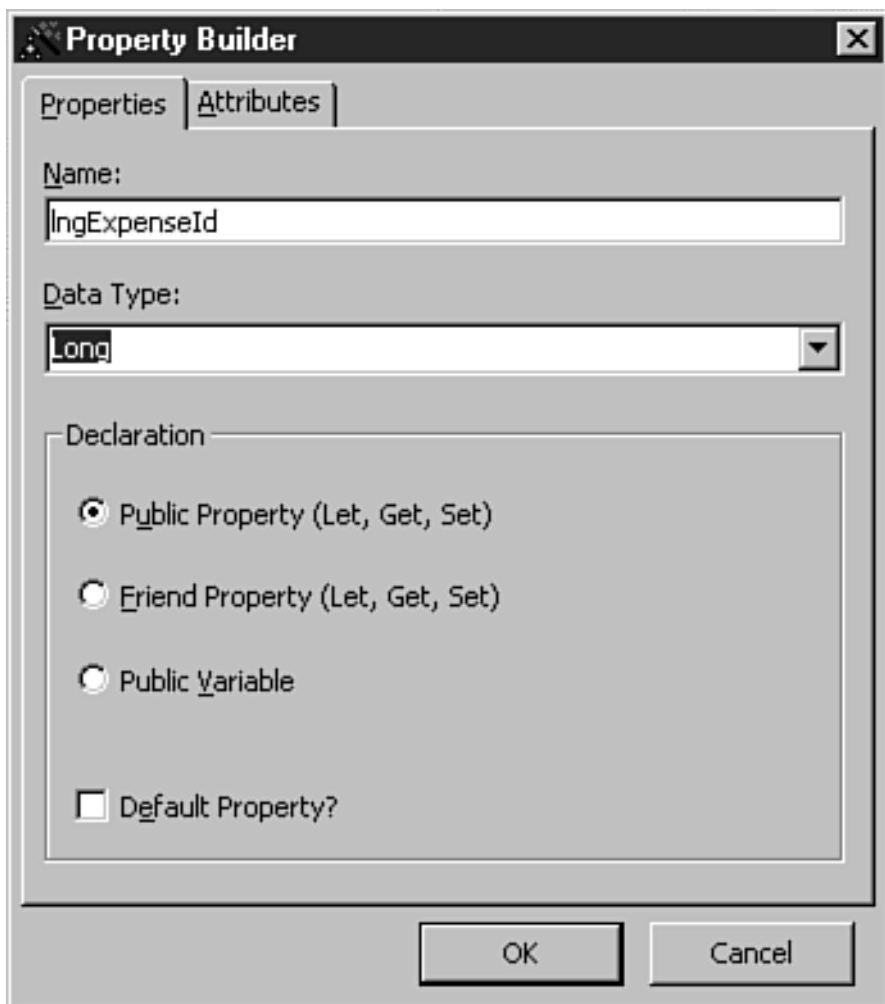 Property Builder
Properties
Attributes
Name:
lngExpenseId
Data Type:
Long
Declaration
Public Property (Let, Get, Set)
Friend Property (Let, Get, Set)
Public Variable
Default Property?
OK
Cancel